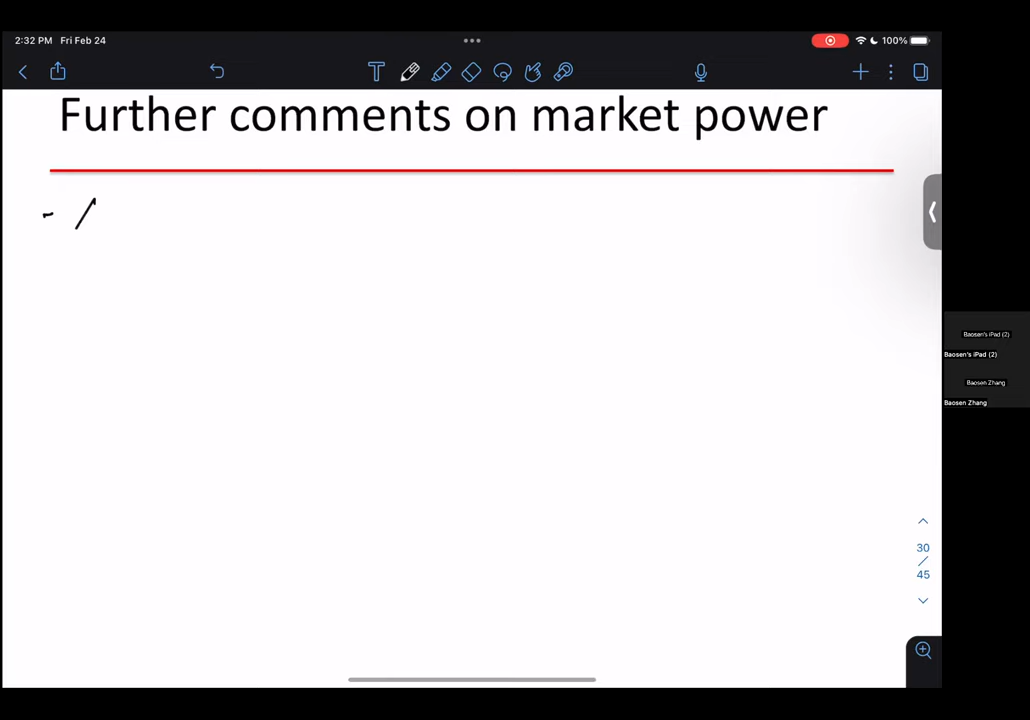 2:32 PM Fri Feb 24
100%
Further comments on market power
-
30
/
45
Baosen's iPad (2)
Baosen's iPad (2)
Baosen Zhang
Baosen Zhang